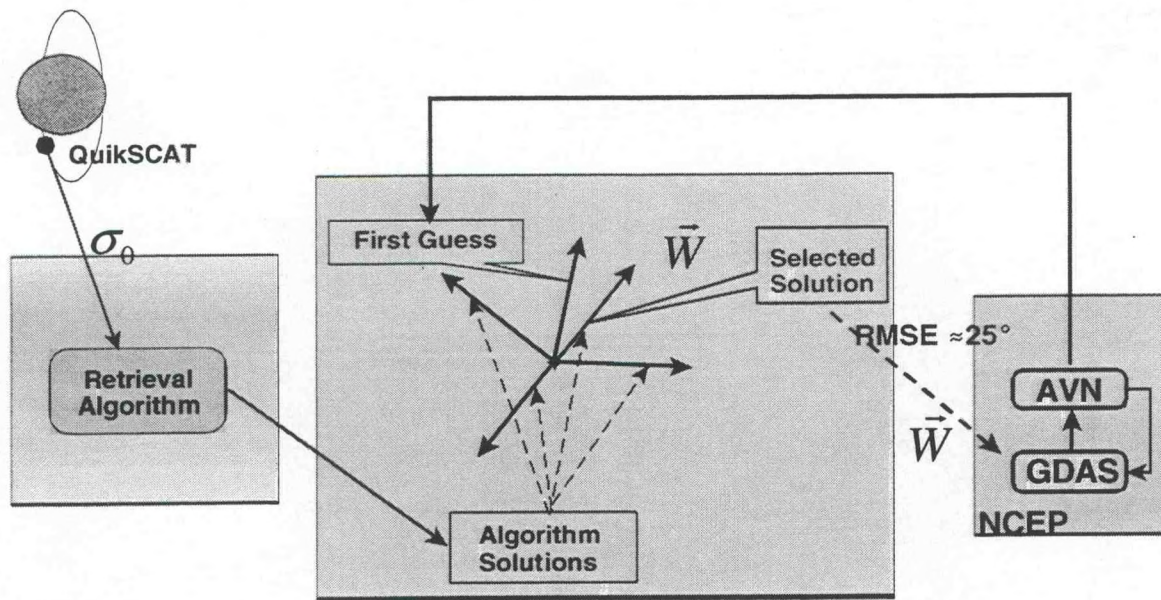 QuikSCAT
σ₀
Retrieval
Algorithm
First Guess
W⃗
Selected
Solution
Algorithm
Solutions
RMSE ≈25°
W⃗
AVN
GDAS
NCEP